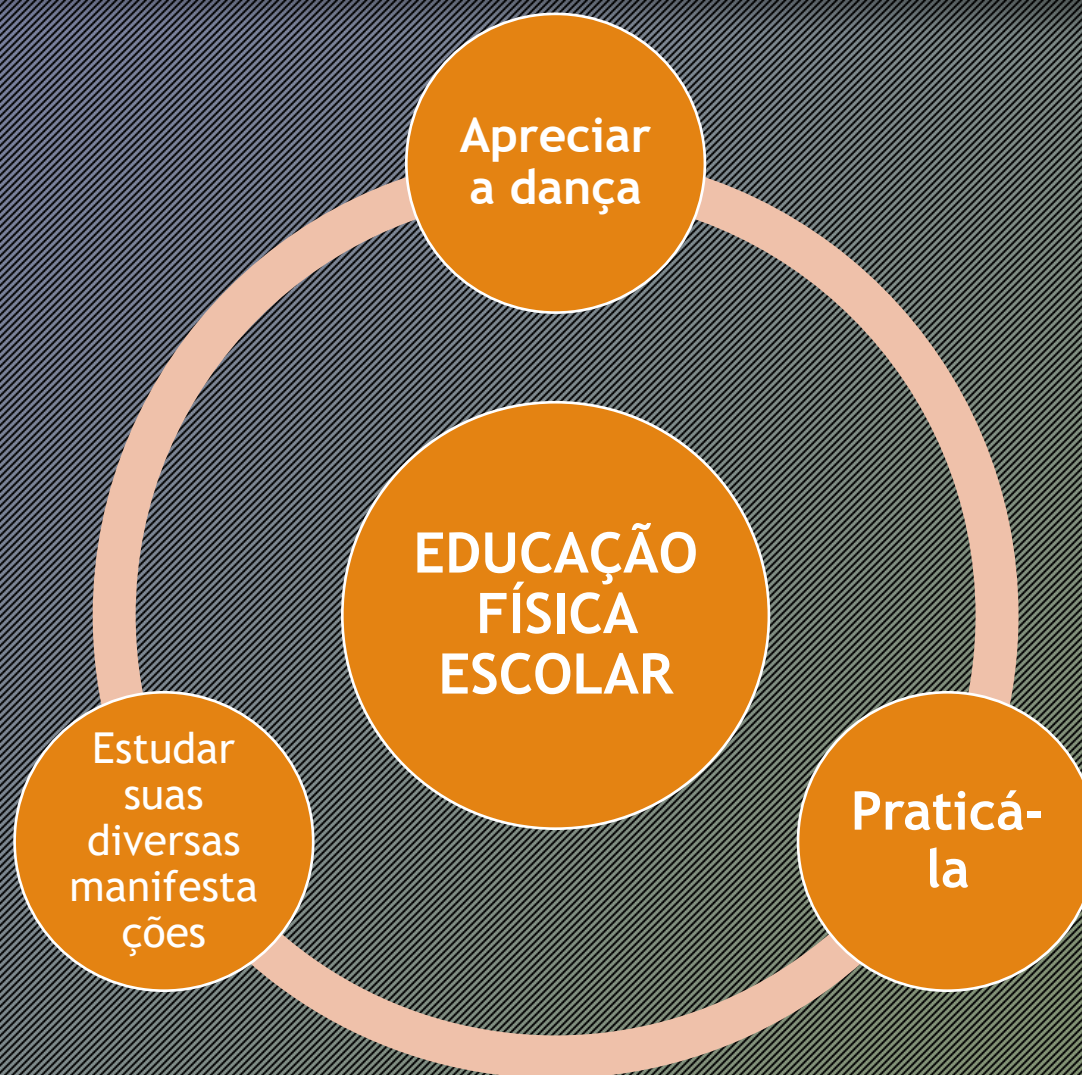 Apreciar
a dança
EDUCAÇÃO
FÍSICA
ESCOLAR
Praticá-
la
Estudar
suas
diversas
manifesta
ções